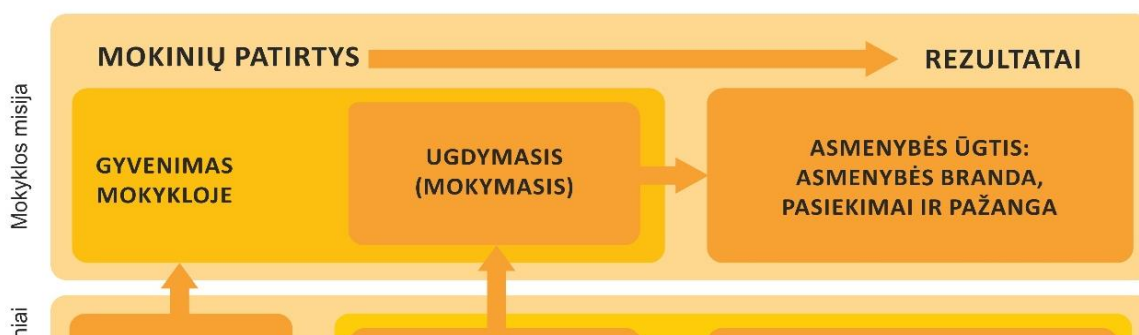 Mokyklos misija
MOKINIŲ PATIRTYS
REZULTATAI
GYVENIMAS
MOKYKLOJE
UGDYMASIS
(MOKYMASIS)
ASMENYBĖS ŪGTIS:
ASMENYBĖS BRANDA,
PASIEKIMAI IR PAŽANGA